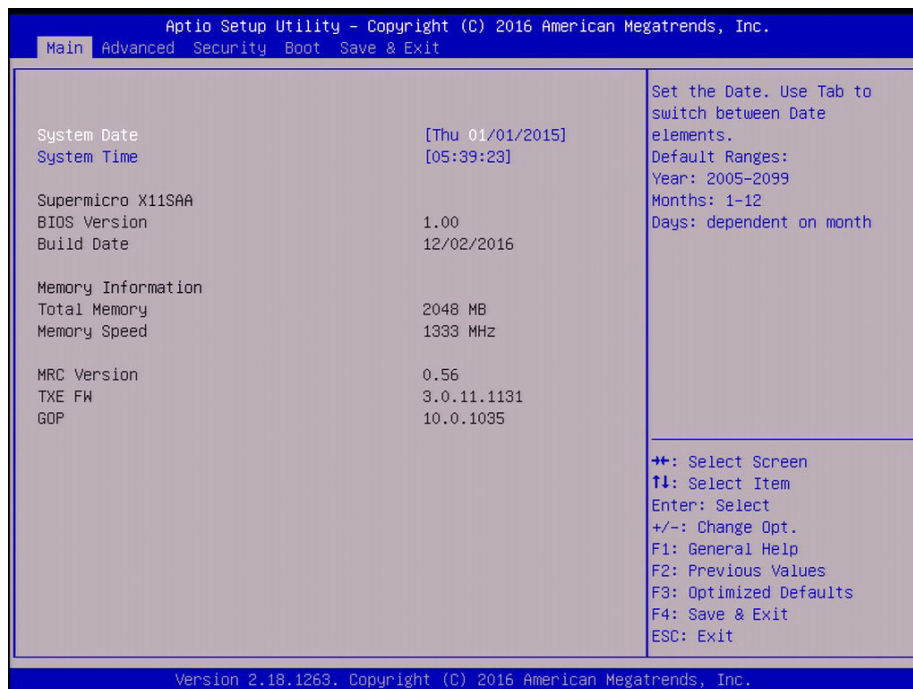 Aptio Setup Utility – Copyright (C) 2016 American Megatrends, Inc.
Main Advanced Security Boot Save & Exit
System Date [Thu 01/01/2015]
System Time [05:39:23]
Supermicro X11SAA
BIOS Version 1.00
Build Date 12/02/2016
Memory Information
Total Memory 2048 MB
Memory Speed 1333 MHz
MRC Version 0.56
TXE FW 3.0.11.1131
GOP 10.0.1035
Set the Date. Use Tab to
switch between Date
elements.
Default Ranges:
Year: 2005-2099
Months: 1-12
Days: dependent on month
→←: Select Screen
↑↓: Select Item
Enter: Select
+/-: Change Opt.
F1: General Help
F2: Previous Values
F3: Optimized Defaults
F4: Save & Exit
ESC: Exit
Version 2.18.1263. Copyright (C) 2016 American Megatrends, Inc.